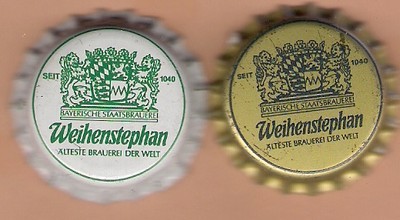 SEIT 1040
BAYERISCHE STAATSBRAUEREI
Weihenstephan
ÄLTESTE BRAUEREI DER WELT
SEIT 1040
BAYERISCHE STAATSBRAUEREI
Weihenstephan
ÄLTESTE BRAUEREI DER WELT